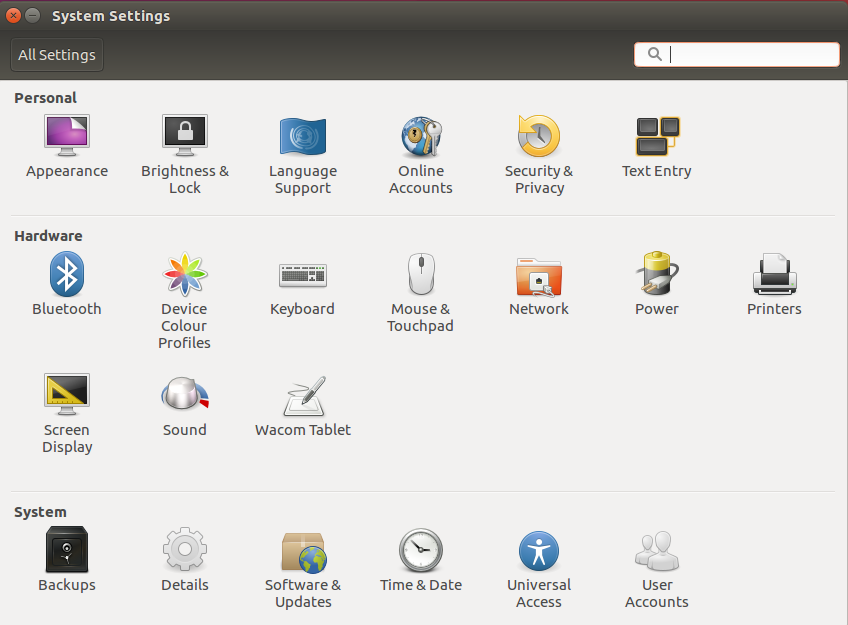 System Settings
All Settings
Personal
Appearance
Brightness &
Lock
Language
Support
Online
Accounts
Security &
Privacy
Text Entry
Hardware
Bluetooth
Device
Colour
Profiles
Keyboard
Mouse &
Touchpad
Network
Power
Printers
Screen
Display
Sound
Wacom Tablet
System
Backups
Details
Software &
Updates
Time & Date
Universal
Access
User
Accounts